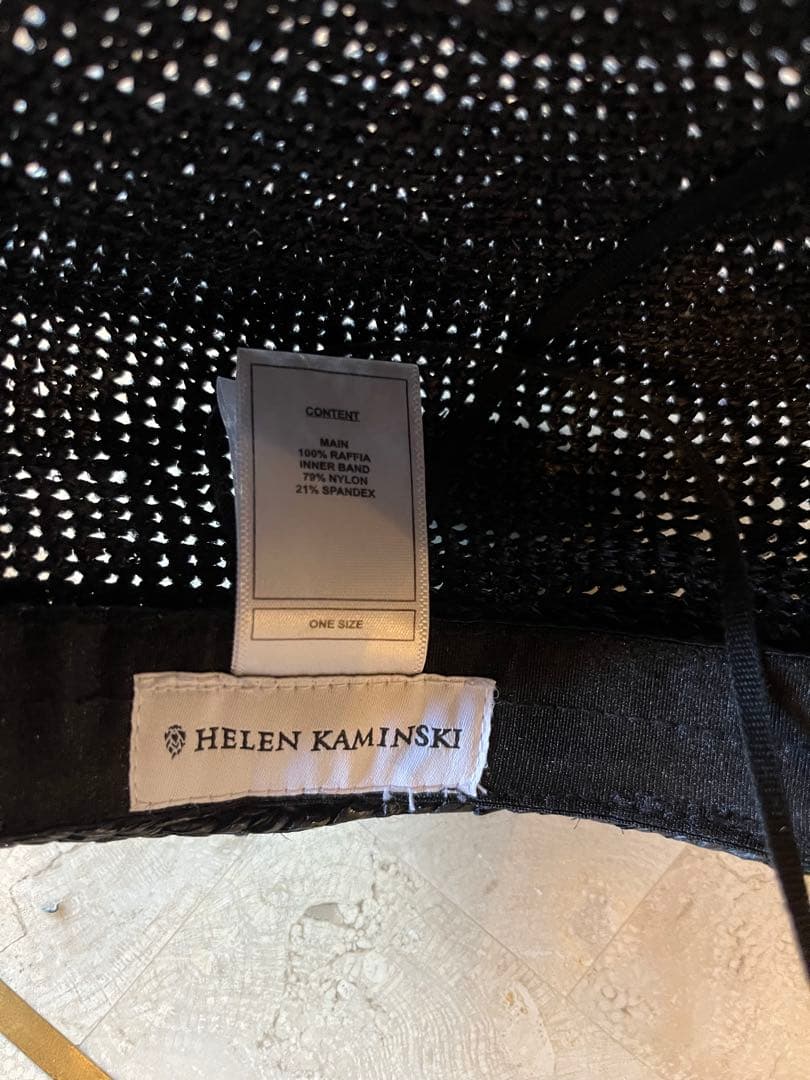 CONTENT
MAIN
100% RAFFIA
INNER BAND
79% NYLON
21% SPANDEX
ONE SIZE
HELEN KAMINSKI